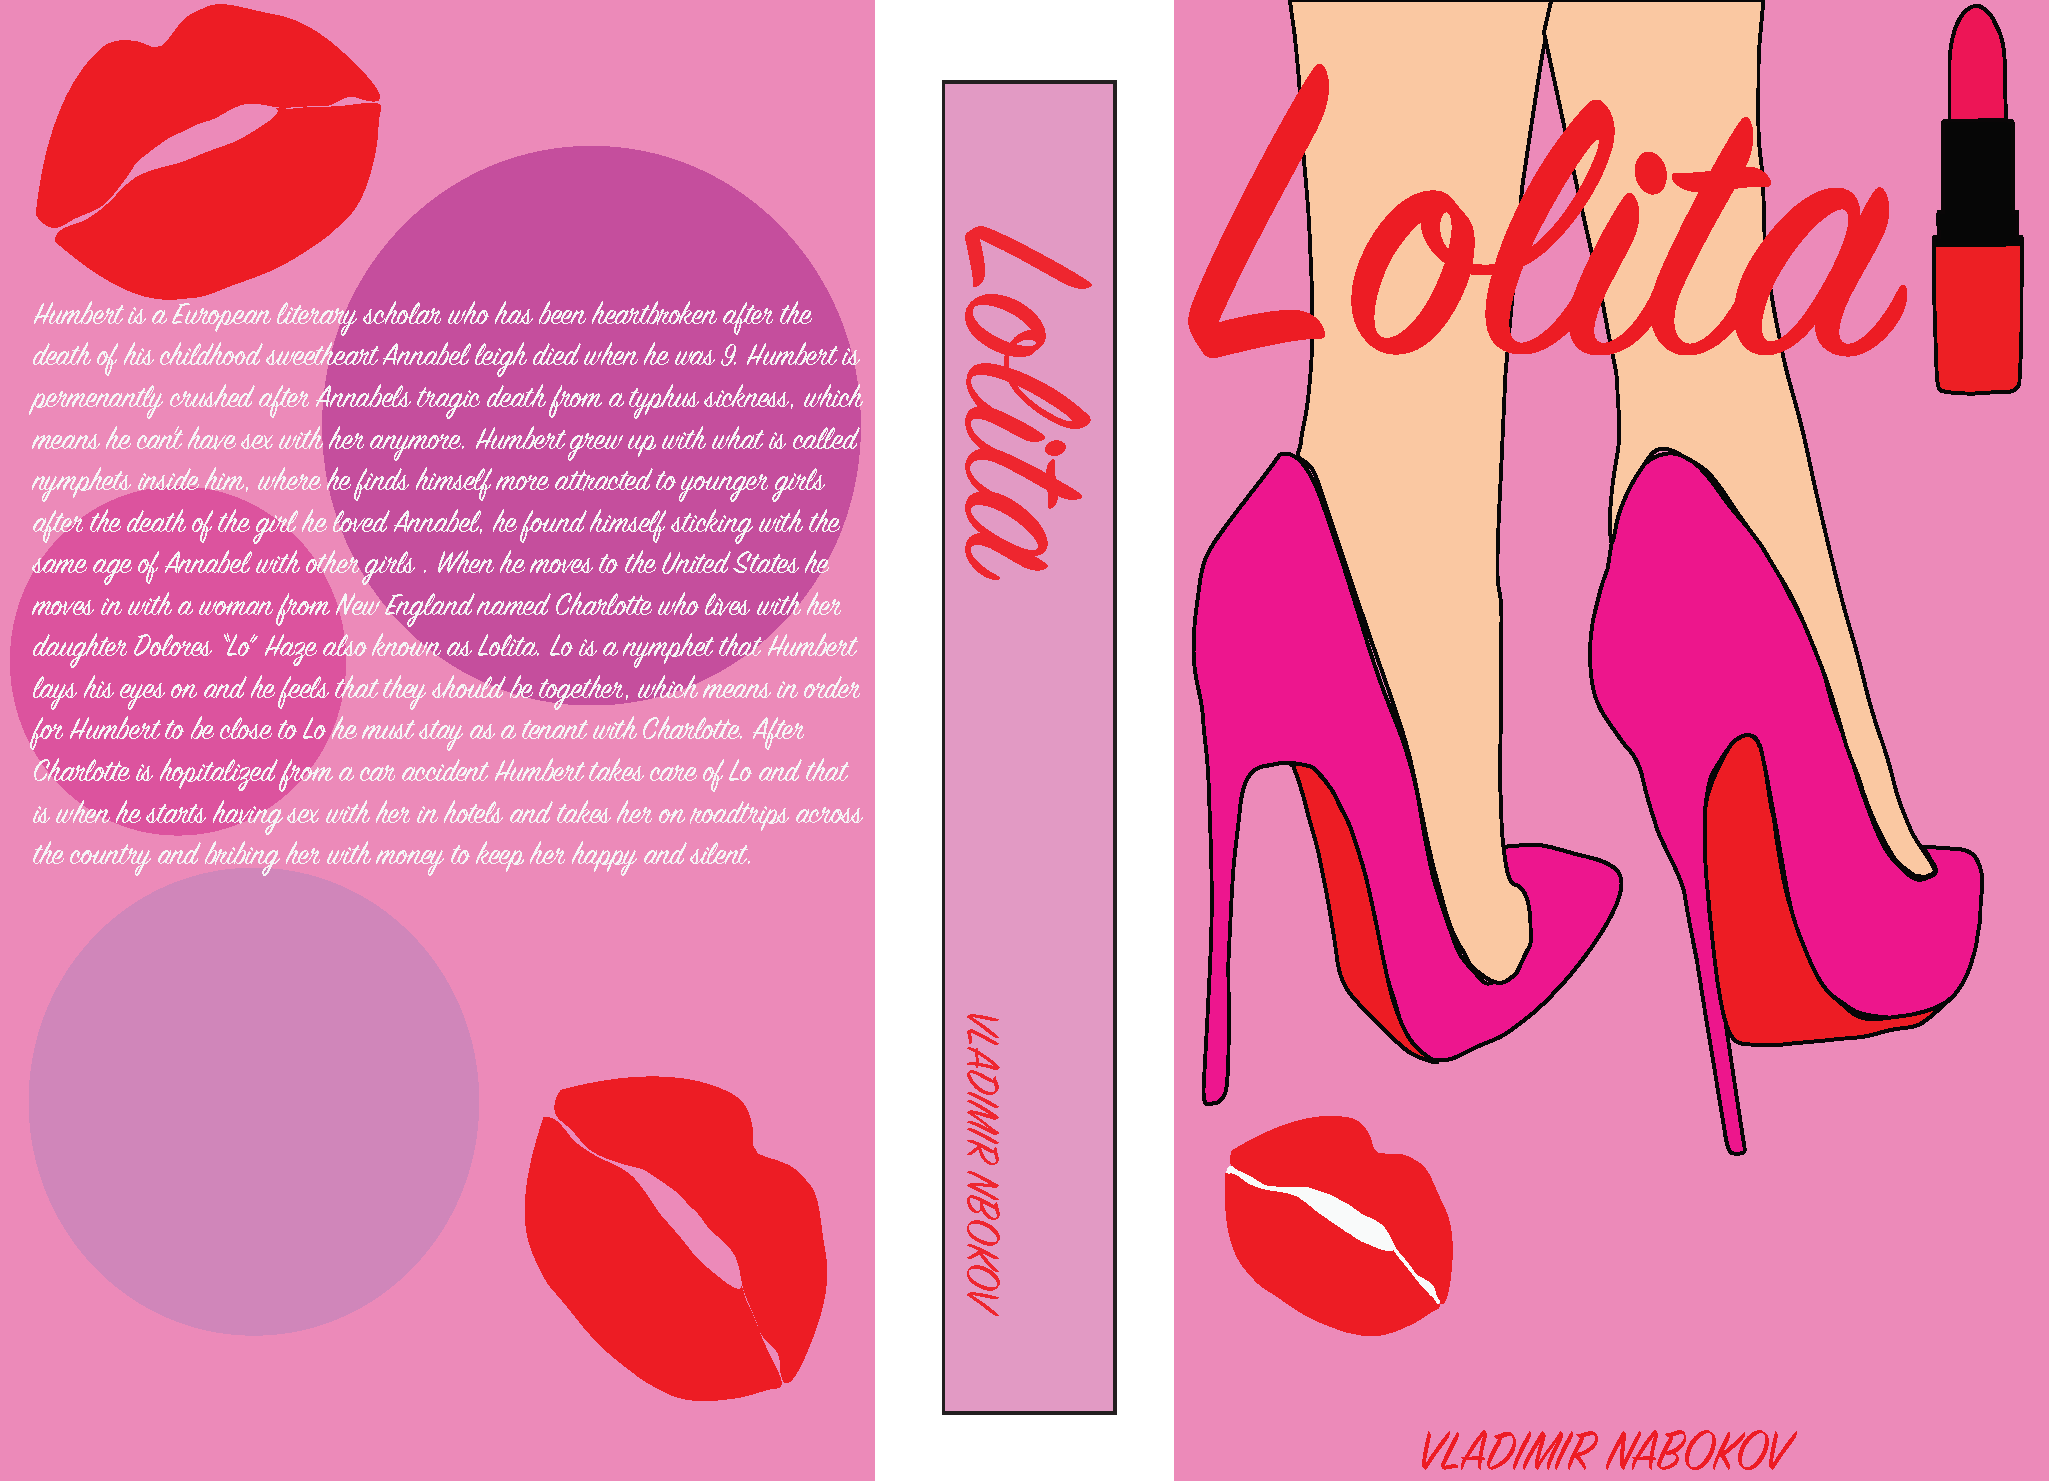 Humbert is a European literary scholar who has been heartbroken after the
death of his childhood sweetheart Annabel leigh died when he was 9. Humbert is
permenantly crushed after Annabels tragic death from a typhus sickness, which
means he can't have sex with her anymore. Humbert grew up with what is called
nymphets inside him, where he finds himself more attracted to younger girls
after the death of the girl he loved Annabel, he found himself sticking with the
same age of Annabel with other girls . When he moves to the United States he
moves in with a woman from New England named Charlotte who lives with her
daughter Dolores "Lo" Haze also known as Lolita. Lo is a nymphet that Humbert
lays his eyes on and he feels that they should be together, which means in order
for Humbert to be close to Lo he must stay as a tenant with Charlotte. After
Charlotte is hopitalized from a car accident Humbert takes care of Lo and that
is when he starts having sex with her in hotels and takes her on roadtrips across
the country and bribing her with money to keep her happy and silent.
Lolita
VLADIMIR NBOKOV
Lolita
VLADIMIR NABOKOV